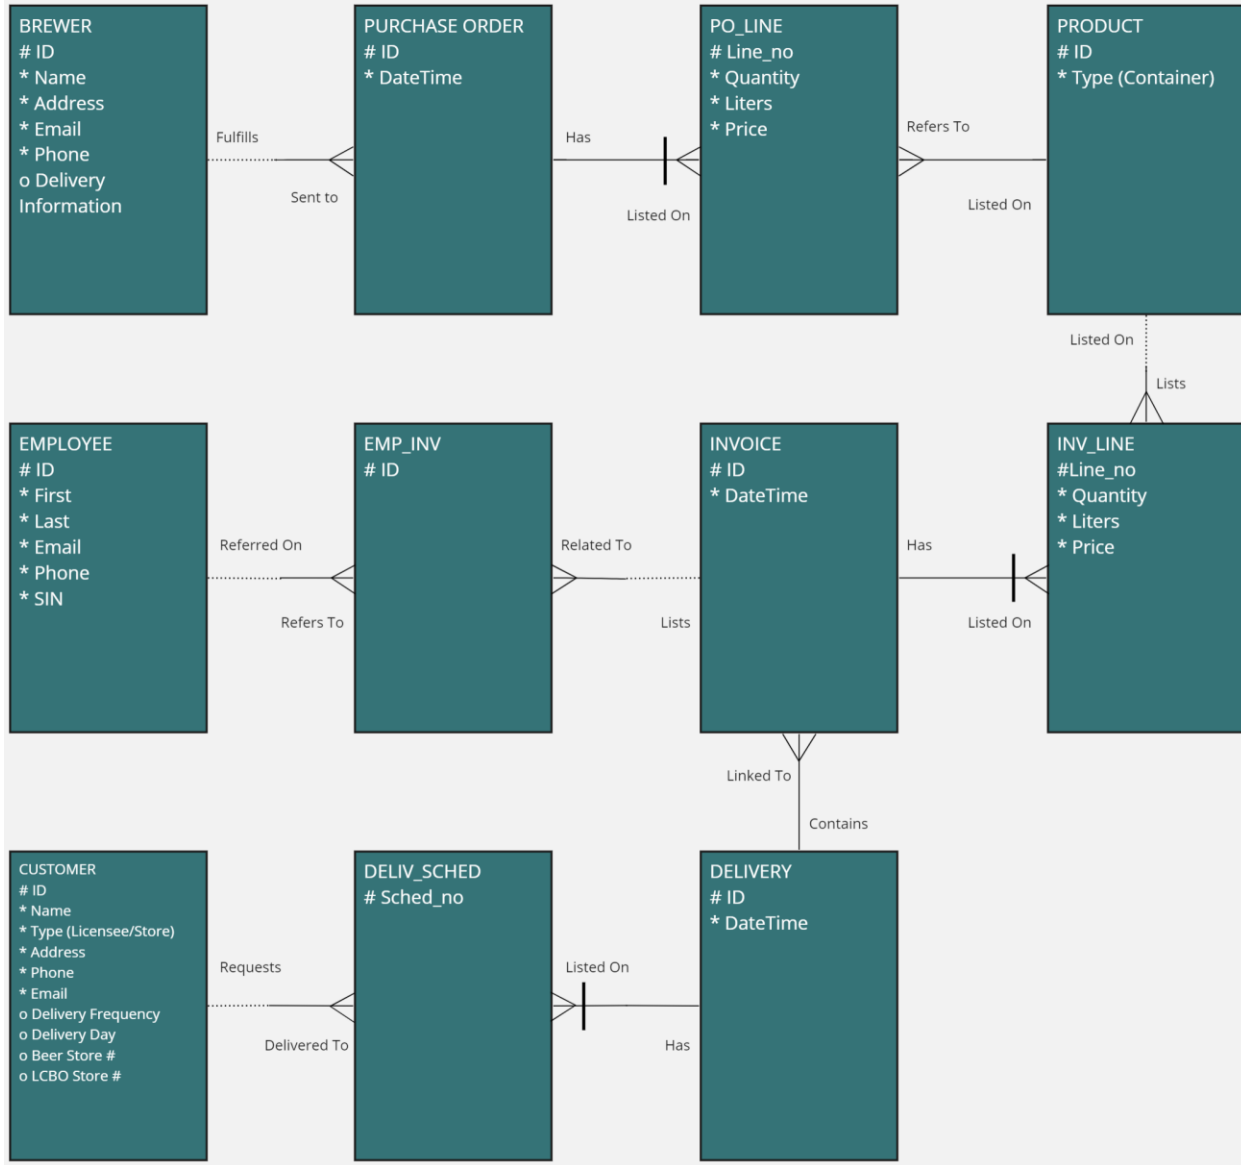 BREWER
# ID
* Name
* Address
* Email
* Phone
o Delivery
Information
Fulfills
Sent to
PURCHASE ORDER
# ID
* DateTime
Has
Listed On
PO_LINE
# Line_no
* Quantity
* Liters
* Price
Refers To
Listed On
PRODUCT
# ID
* Type (Container)
Listed On
Lists
EMPLOYEE
# ID
* First
* Last
* Email
* Phone
* SIN
Referred On
Refers To
EMP_INV
# ID
Related To
Lists
INVOICE
# ID
* DateTime
Has
Listed On
INV_LINE
#Line_no
* Quantity
* Liters
* Price
Linked To
Contains
CUSTOMER
# ID
* Name
* Type (Licensee/Store)
* Address
* Phone
* Email
o Delivery Frequency
o Delivery Day
o Beer Store #
o LCBO Store #
Requests
Delivered To
DELIV_SCHED
# Sched_no
Listed On
Has
DELIVERY
# ID
* DateTime